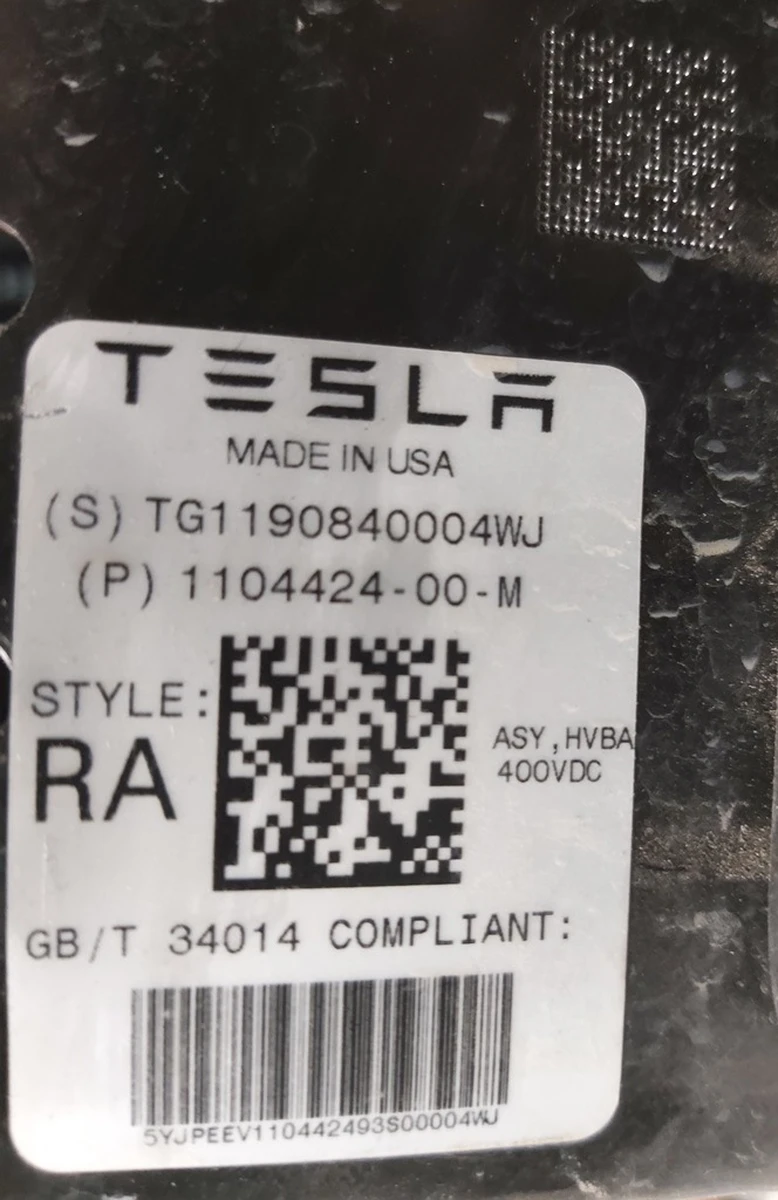 TESLA
MADE IN USA
(S) TG1190840004WJ
(P) 1104424-00-M
STYLE:
RA
ASY,HVBA
400VDC
GB/T 34014 COMPLIANT:
5YJPEEV110442493S00004WJ